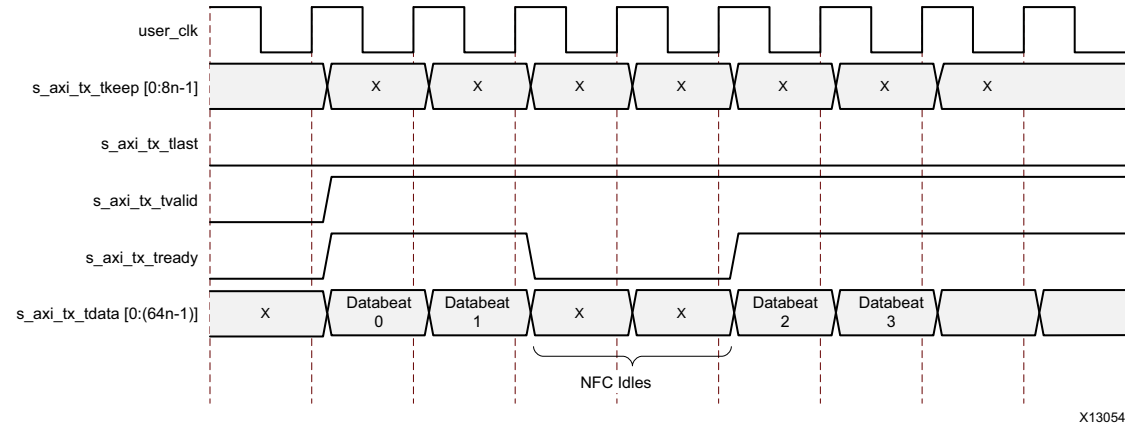 user_clk
s_axi_tx_tkeep [0:8n-1]
X X X X X X X
s_axi_tx_tlast
s_axi_tx_tvalid
s_axi_tx_tready
s_axi_tx_tdata [0:(64n-1)]
X Databeat 0 Databeat 1 X X Databeat 2 Databeat 3
NFC Idles
X13054